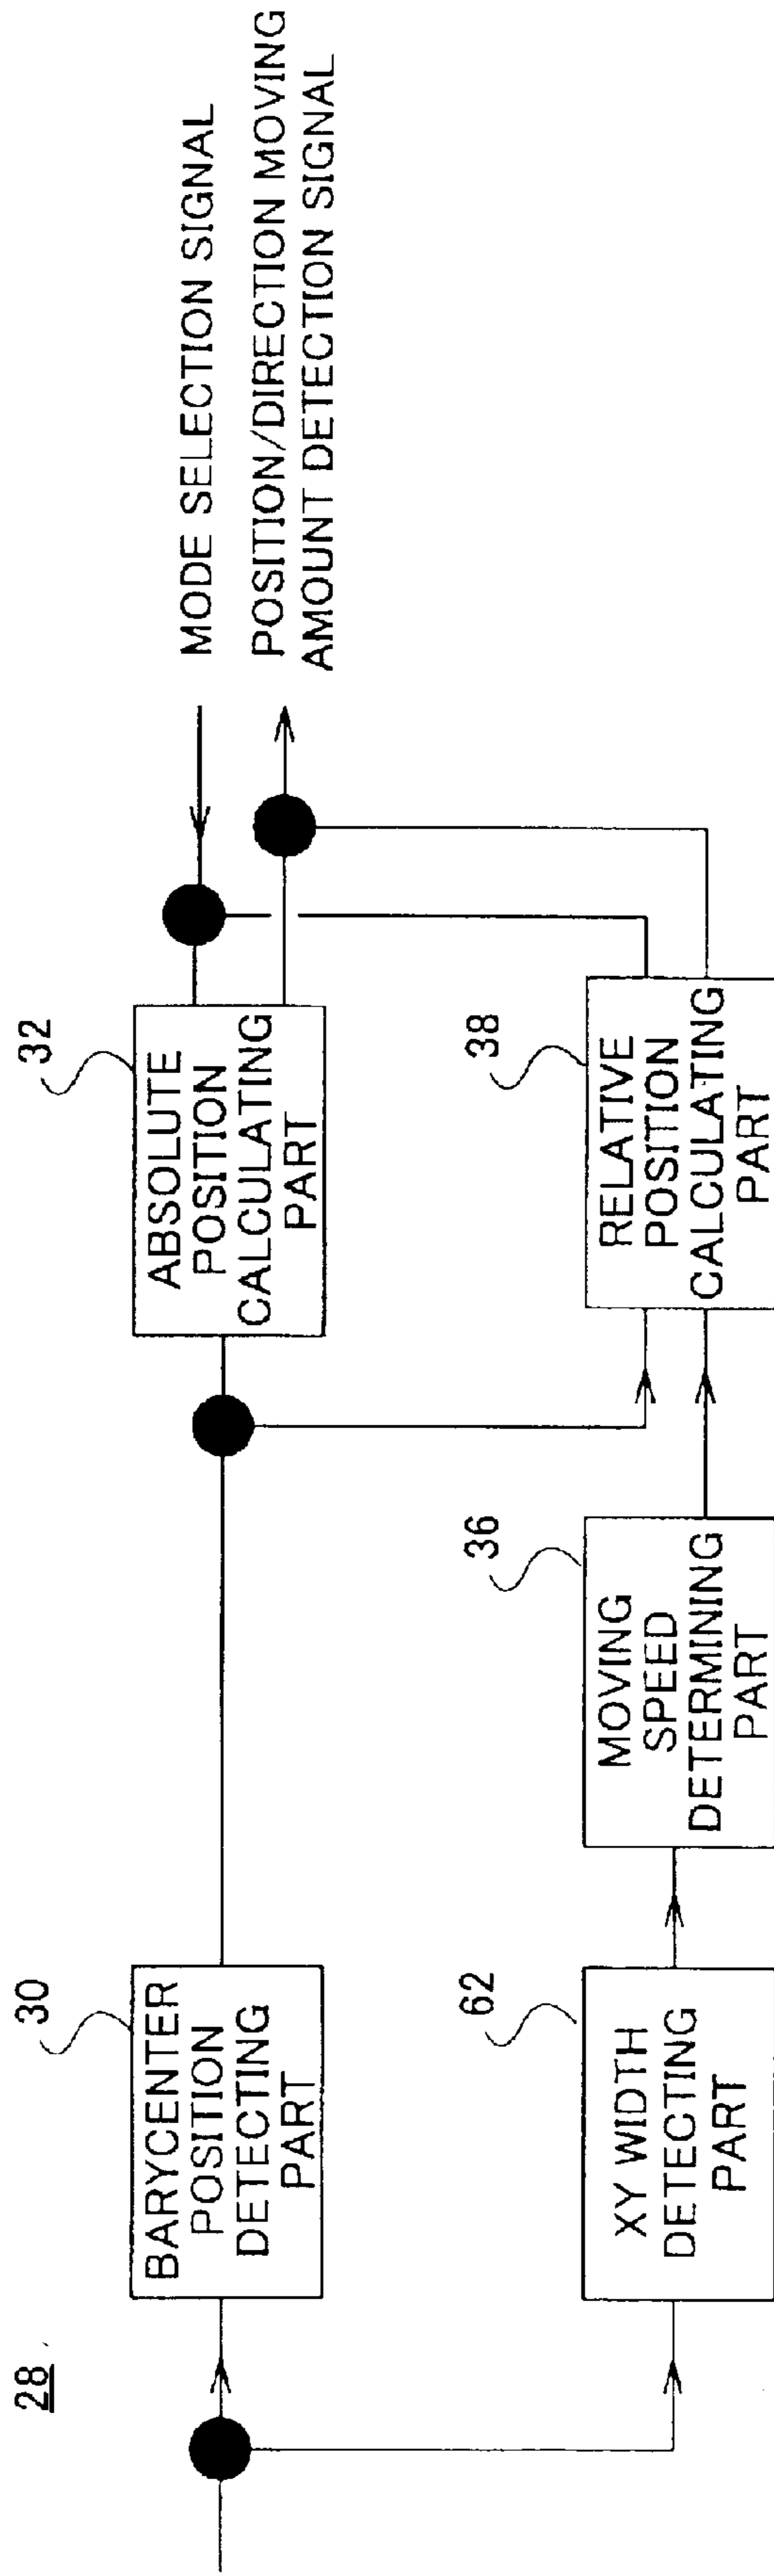 28
30
BARYCENTER
POSITION
DETECTING
PART
32
ABSOLUTE
POSITION
CALCULATING
PART
MODE SELECTION SIGNAL
POSITION/DIRECTION MOVING
AMOUNT DETECTION SIGNAL
62
XY WIDTH
DETECTING
PART
36
MOVING
SPEED
DETERMINING
PART
38
RELATIVE
POSITION
CALCULATING
PART